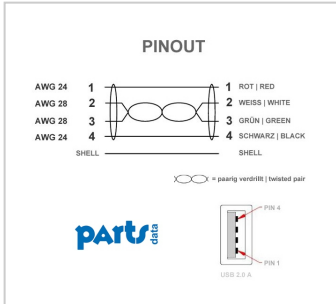 PINOUT
AWG 24 1 1 ROT | RED
AWG 28 2 2 WEISS | WHITE
AWG 28 3 3 GRÜN | GREEN
AWG 24 4 4 SCHWARZ | BLACK
SHELL SHELL
= paarig verdrillt | twisted pair
PIN 4
parts data
PIN 1
USB 2.0 A